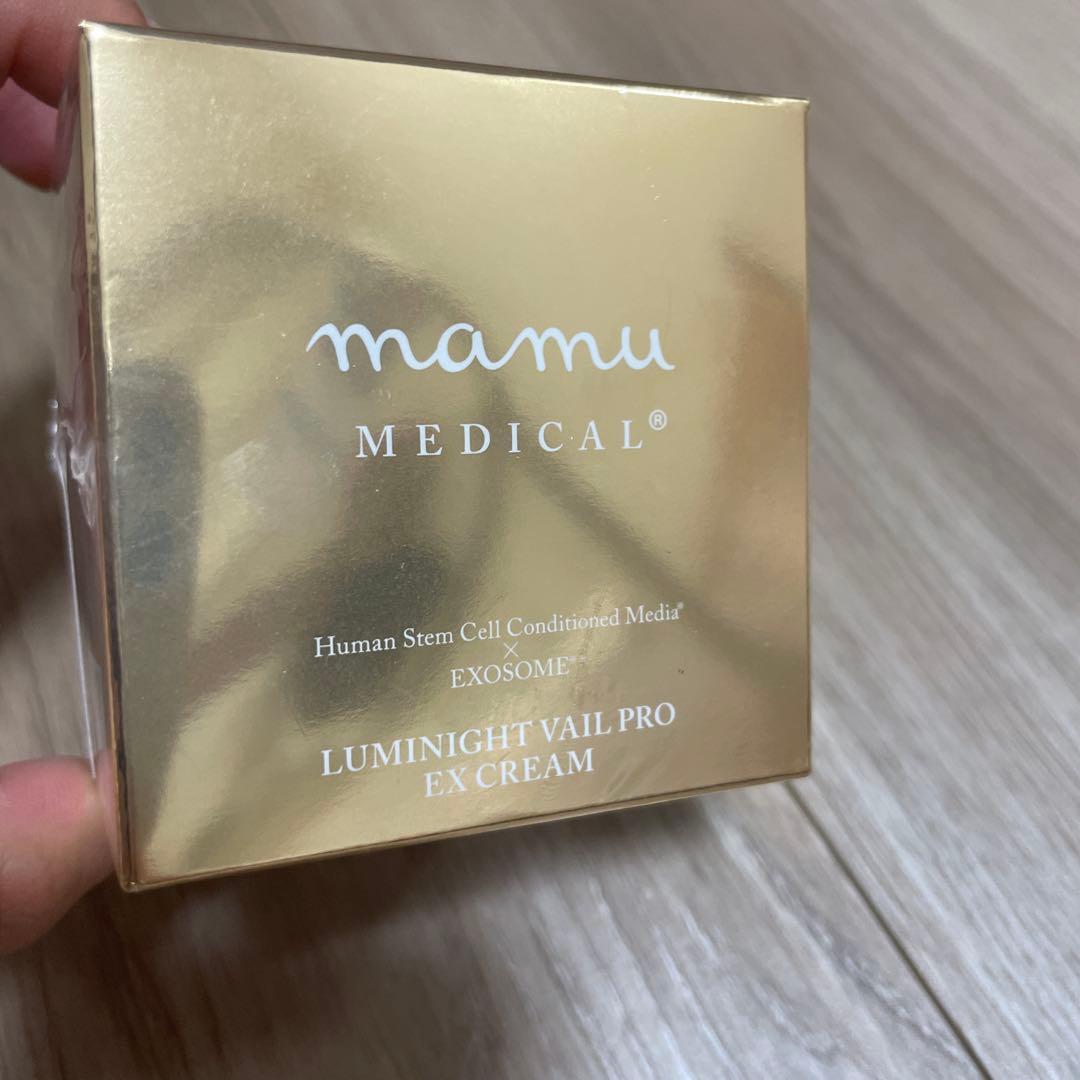 mamu
MEDICAL®
Human Stem Cell Conditioned Media*
×
EXOSOME**
LUMINIGHT VAIL PRO
EX CREAM